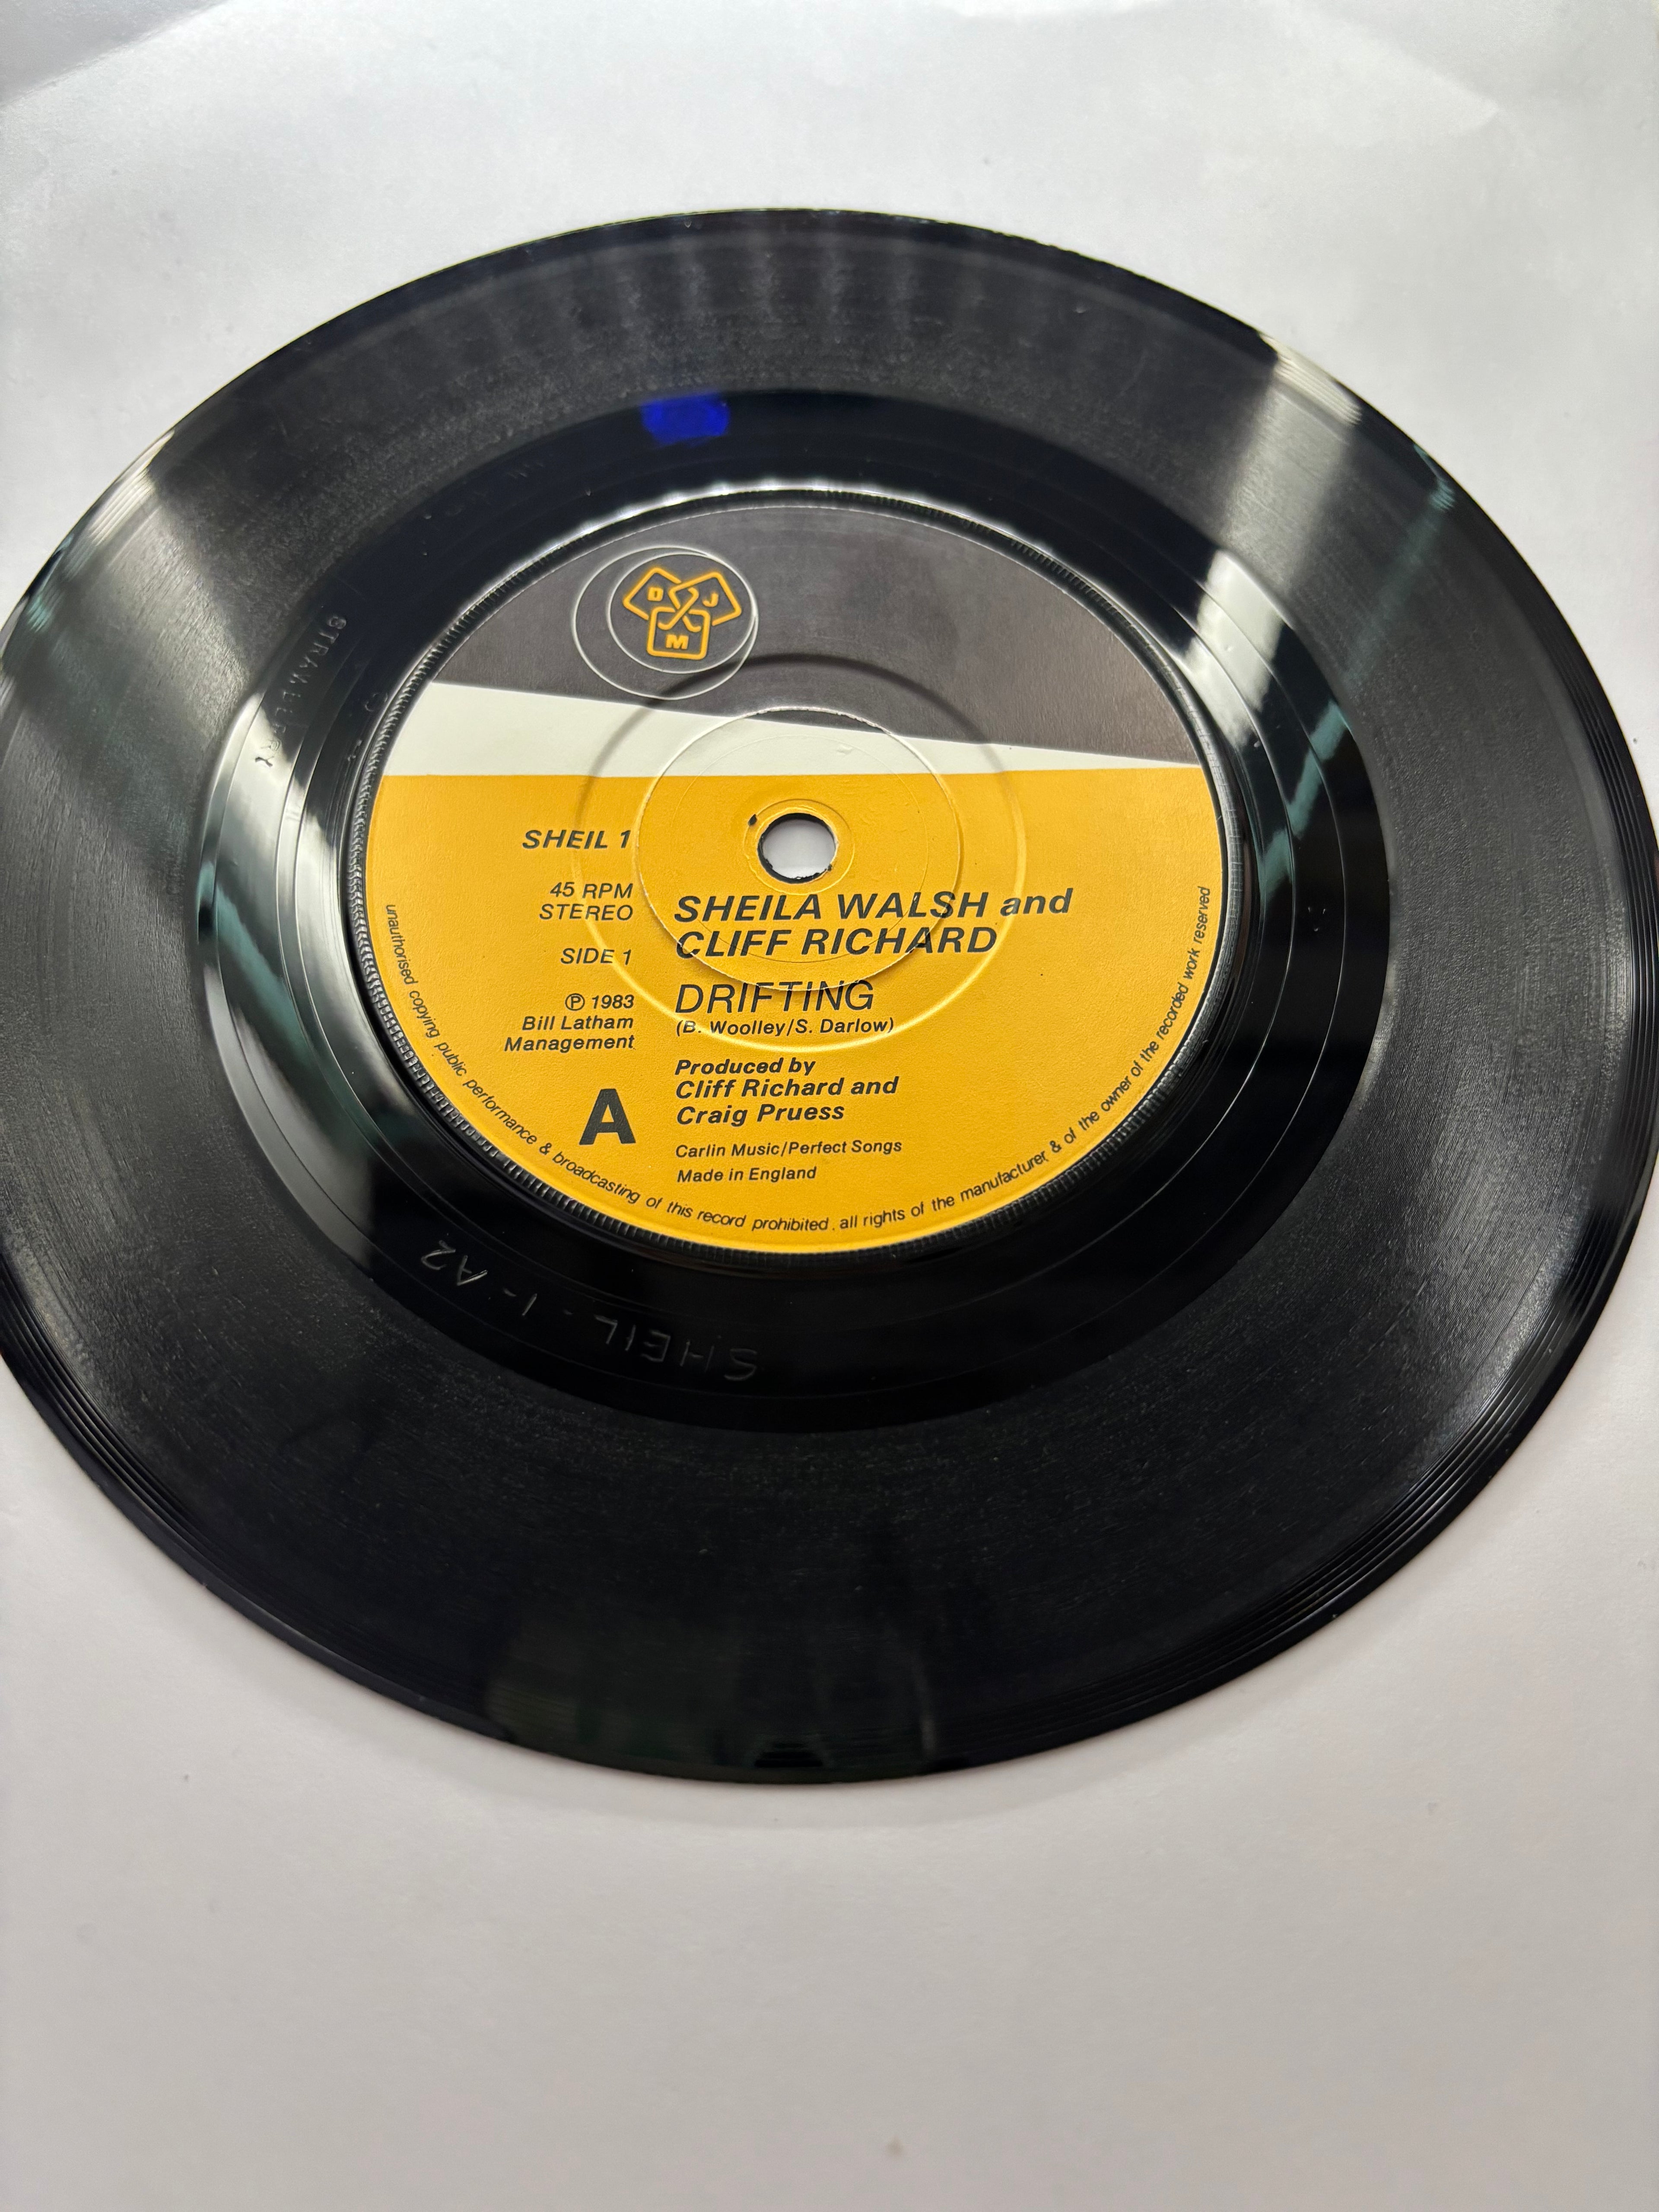 D J
M
SHEIL 1
45 RPM
STEREO
SIDE 1
℗ 1983
Bill Latham
Management
A
SHEILA WALSH and
CLIFF RICHARD
DRIFTING
(B. Woolley/S. Darlow)
Produced by
Cliff Richard and
Craig Pruess
Carlin Music/Perfect Songs
Made in England
unauthorised copying public performance & broadcasting of this record prohibited. all rights of the manufacturer & of the owner of the recorded work reserved
STRAWBERRY
SHEIL - 1 - A2